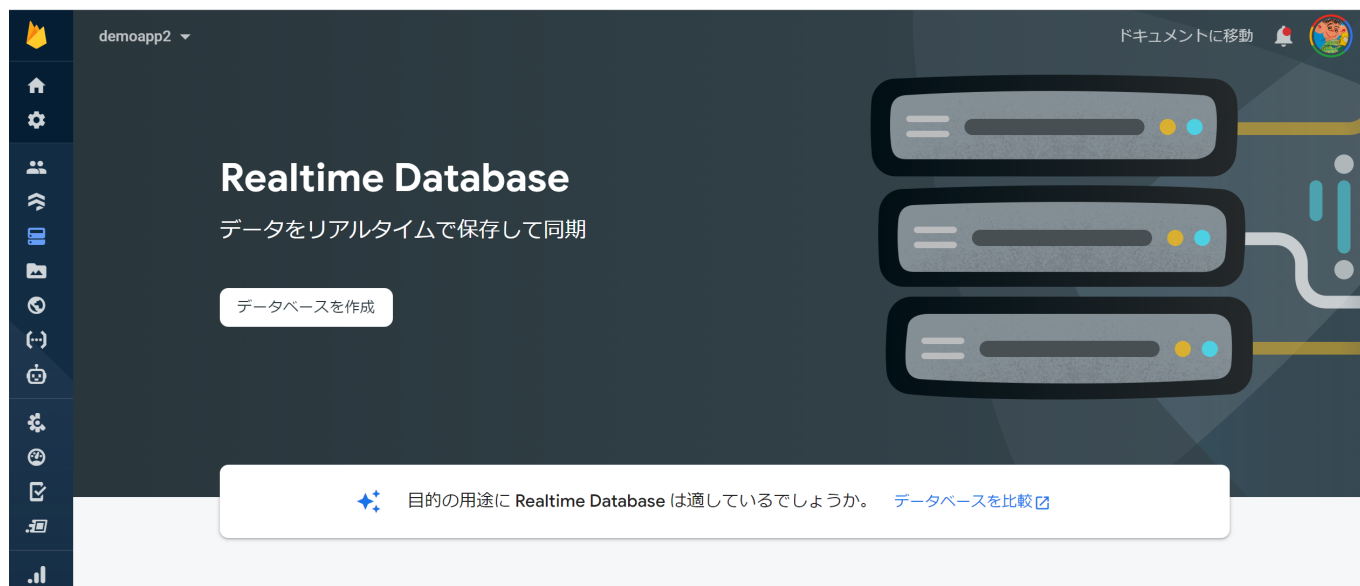 demoapp2
ドキュメントに移動
Realtime Database
データをリアルタイムで保存して同期
データベースを作成
目的の用途に Realtime Database は適しているでしょうか。 データベースを比較